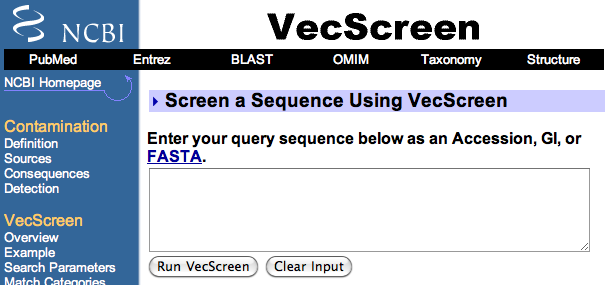 NCBI
VecScreen
PubMed Entrez BLAST OMIM Taxonomy Structure
NCBI Homepage
Screen a Sequence Using VecScreen
Contamination
Definition
Sources
Consequences
Detection
VecScreen
Overview
Example
Search Parameters
Match Categories
Enter your query sequence below as an Accession, GI, or
FASTA.
Run VecScreen Clear Input